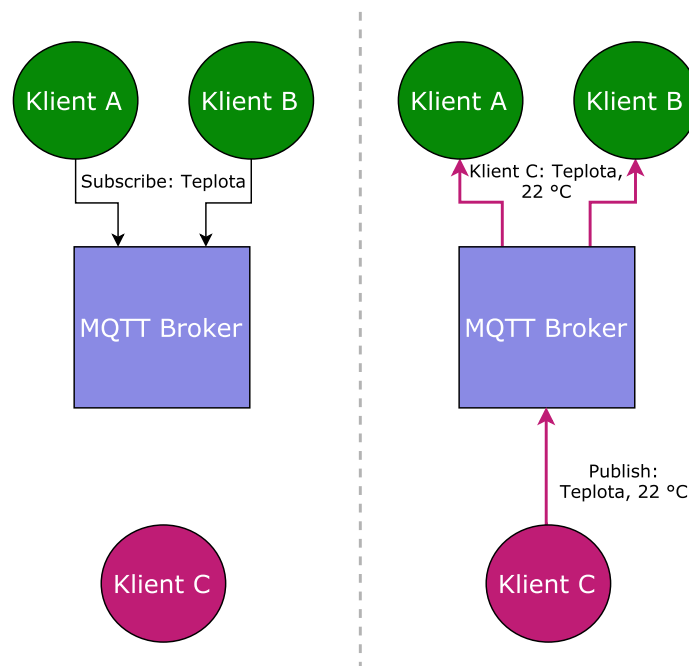 Klient A
Klient B
Subscribe: Teplota
MQTT Broker
Klient C
Klient A
Klient B
Klient C: Teplota,
22 °C
MQTT Broker
Publish:
Teplota, 22 °C
Klient C